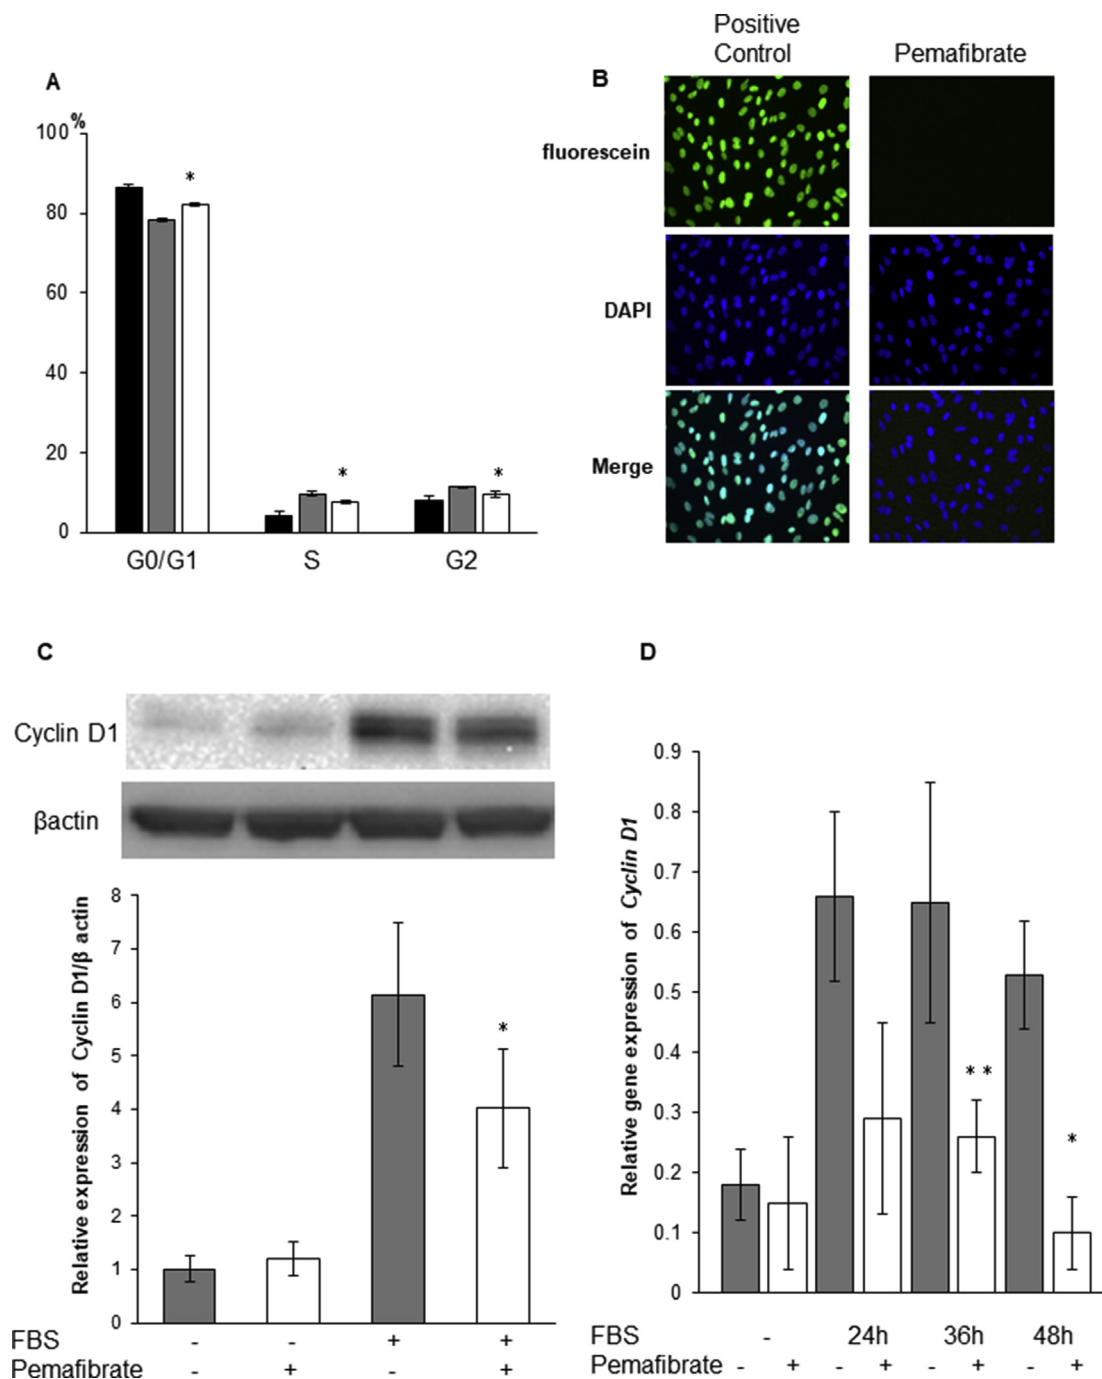 A
%
100
80
60
40
20
0
*
*
*
G0/G1 S G2
B
Positive
Control
Pemafibrate
fluorescein
DAPI
Merge
C
Cyclin D1
βactin
Relative expression of Cyclin D1/β actin
8
7
6
5
4
3
2
1
0
*
FBS - - + +
Pemafibrate - + - +
D
Relative gene expression of Cyclin D1
0.9
0.8
0.7
0.6
0.5
0.4
0.3
0.2
0.1
0
**
*
FBS - 24h 36h 48h
Pemafibrate - + - + - + - +